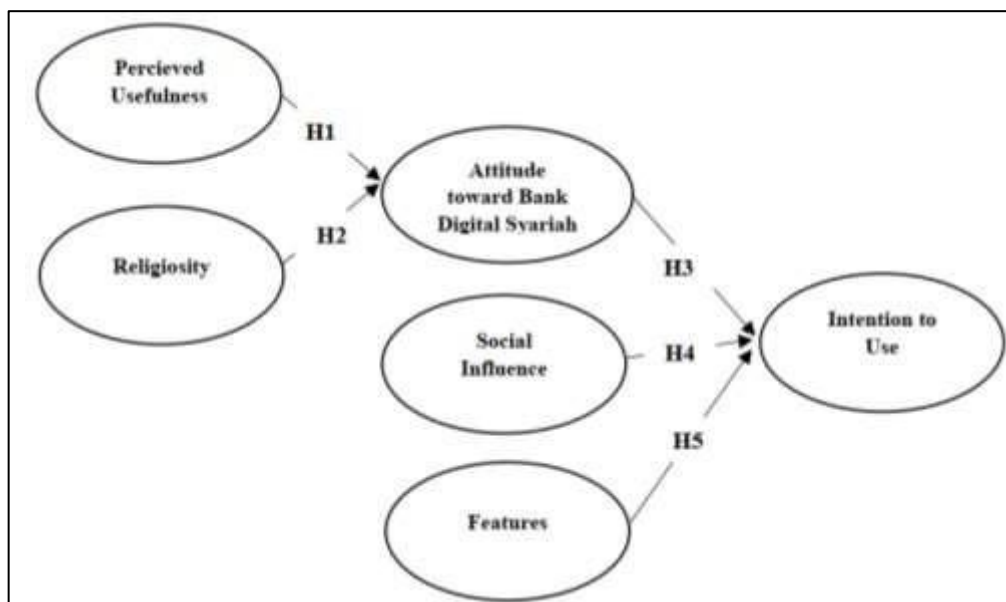 Percieved
Usefulness
H1
Attitude
toward Bank
Digital Syariah
Religiosity
H2
H3
Social
Influence
H4
Intention to
Use
H5
Features